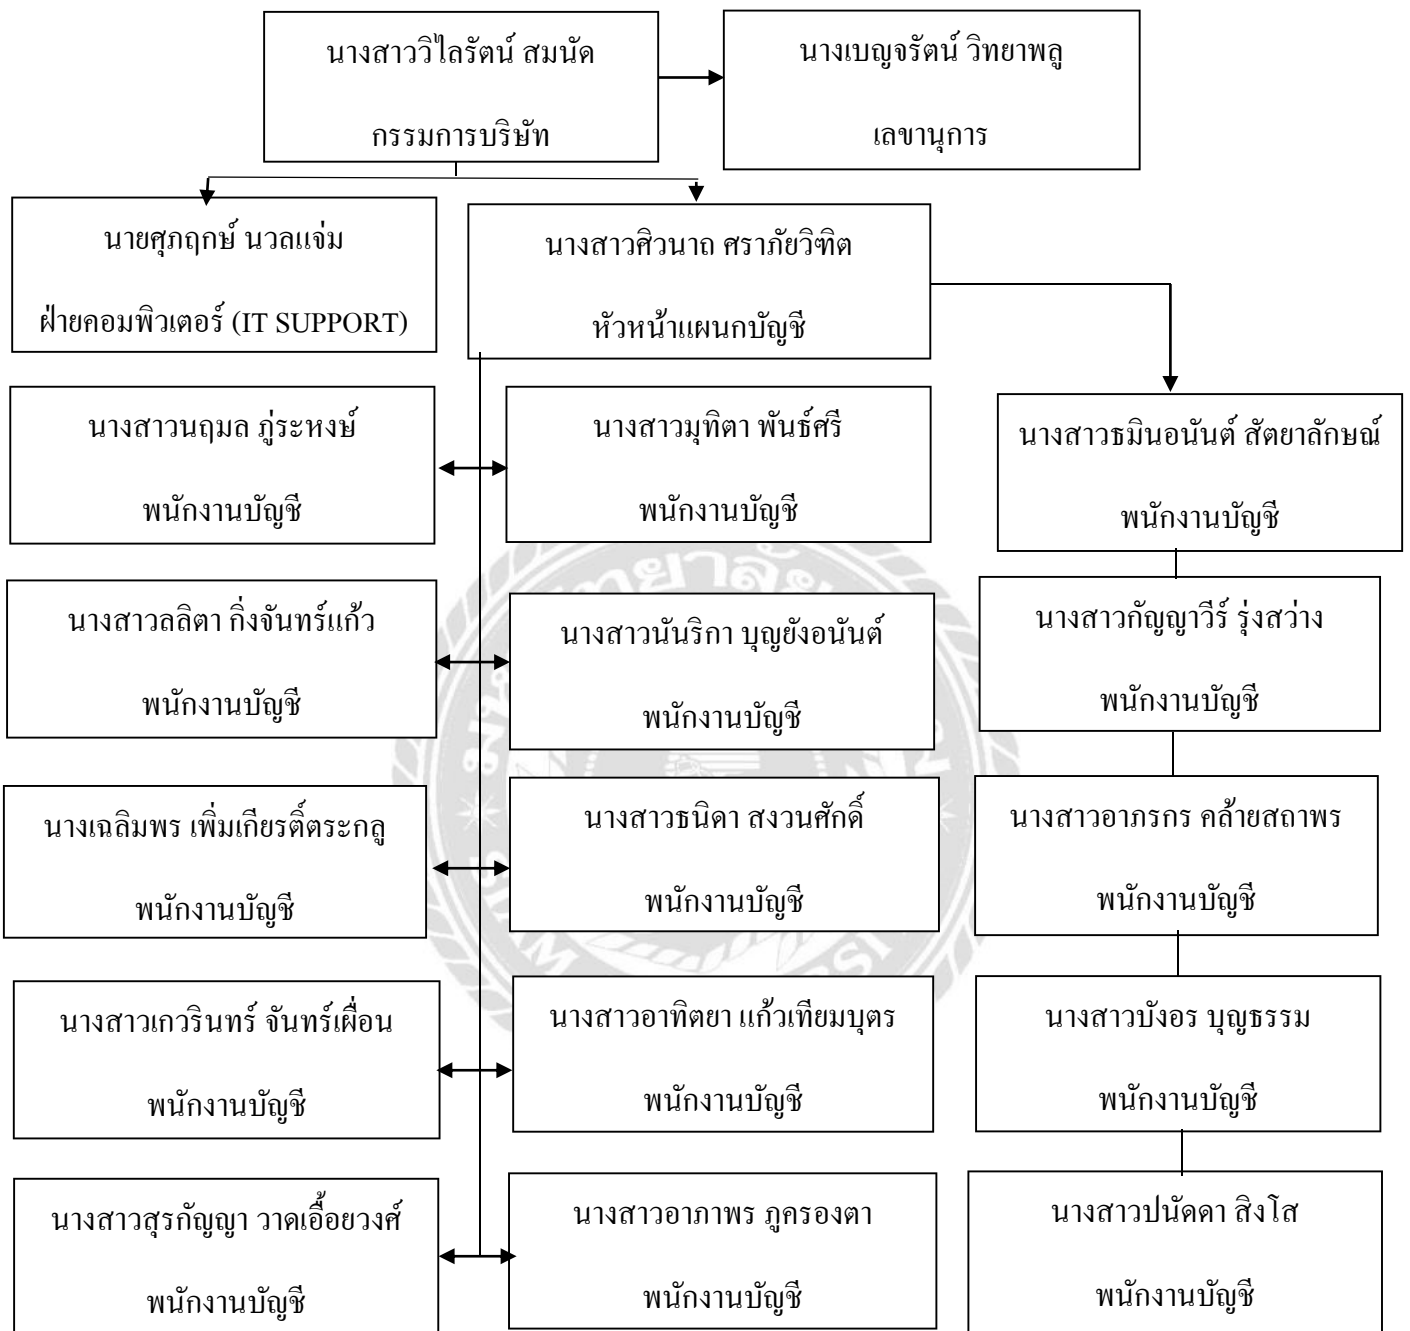 นางสาววิไลรัตน์ สมนัด
กรรมการบริษัท
นางเบญจรัตน์ วิทยาพลู
เลขานุการ
นายศุภฤกษ์ นวลแจ่ม
ฝ่ายคอมพิวเตอร์ (IT SUPPORT)
นางสาวศิวนาถ ศราภัยวิฑิต
หัวหน้าแผนกบัญชี
นางสาวนฤมล ภู่ระหงษ์
พนักงานบัญชี
นางสาวมุทิตา พันธ์ศรี
พนักงานบัญชี
นางสาวธมินอนันต์ สัตยาลักษณ์
พนักงานบัญชี
นางสาวลลิตา กิ่งจันทร์แก้ว
พนักงานบัญชี
นางสาวนันริกา บุญยังอนันต์
พนักงานบัญชี
นางสาวกัญญาวีร์ รุ่งสว่าง
พนักงานบัญชี
นางเฉลิมพร เพิ่มเกียรติ์ตระกลู
พนักงานบัญชี
นางสาวธนิดา สงวนศักดิ์
พนักงานบัญชี
นางสาวอาภรกร คล้ายสถาพร
พนักงานบัญชี
นางสาวเกวรินทร์ จันทร์เผื่อน
พนักงานบัญชี
นางสาวอาทิตยา แก้วเทียมบุตร
พนักงานบัญชี
นางสาวบังอร บุญธรรม
พนักงานบัญชี
นางสาวสุรกัญญา วาดเอื้อยวงศ์
พนักงานบัญชี
นางสาวอาภาพร ภูครองตา
พนักงานบัญชี
นางสาวปนัดดา สิงโส
พนักงานบัญชี